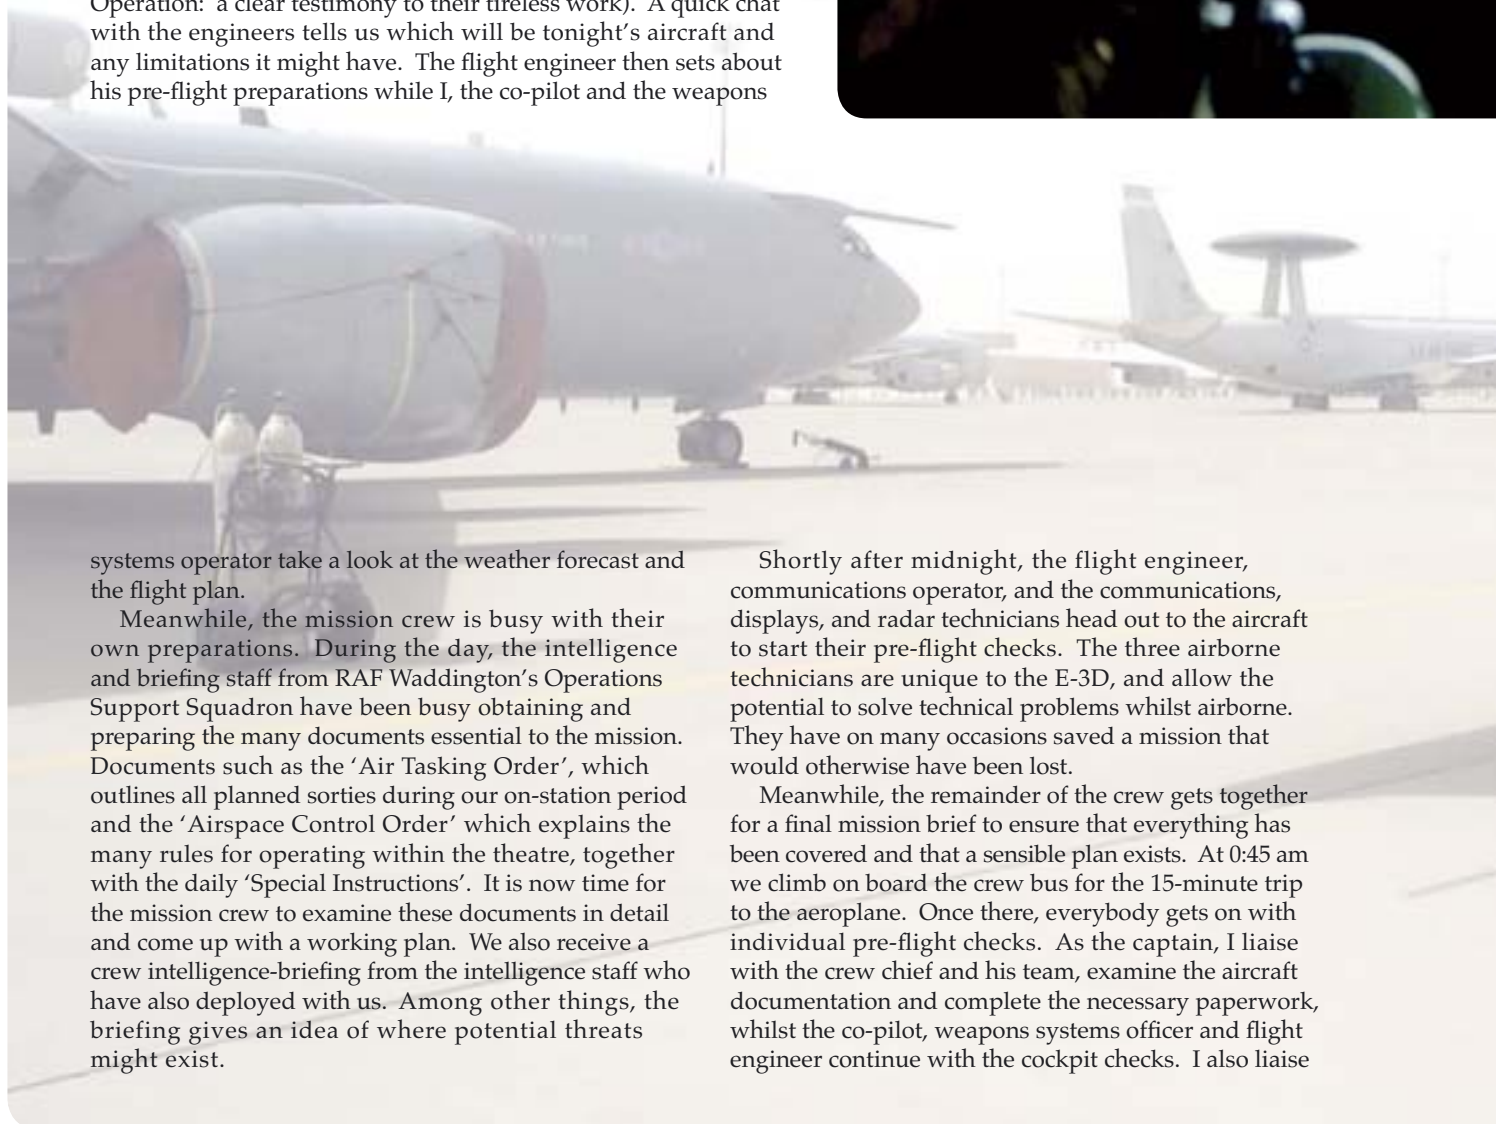 Operation: a clear testimony to their tireless work). A quick chat
with the engineers tells us which will be tonight's aircraft and
any limitations it might have. The flight engineer then sets about
his pre-flight preparations while I, the co-pilot and the weapons
systems operator take a look at the weather forecast and
the flight plan.
Meanwhile, the mission crew is busy with their
own preparations. During the day, the intelligence
and briefing staff from RAF Waddington's Operations
Support Squadron have been busy obtaining and
preparing the many documents essential to the mission.
Documents such as the ‘Air Tasking Order’, which
outlines all planned sorties during our on-station period
and the ‘Airspace Control Order’ which explains the
many rules for operating within the theatre, together
with the daily ‘Special Instructions’. It is now time for
the mission crew to examine these documents in detail
and come up with a working plan. We also receive a
crew intelligence-briefing from the intelligence staff who
have also deployed with us. Among other things, the
briefing gives an idea of where potential threats
might exist.
Shortly after midnight, the flight engineer,
communications operator, and the communications,
displays, and radar technicians head out to the aircraft
to start their pre-flight checks. The three airborne
technicians are unique to the E-3D, and allow the
potential to solve technical problems whilst airborne.
They have on many occasions saved a mission that
would otherwise have been lost.
Meanwhile, the remainder of the crew gets together
for a final mission brief to ensure that everything has
been covered and that a sensible plan exists. At 0:45 am
we climb on board the crew bus for the 15-minute trip
to the aeroplane. Once there, everybody gets on with
individual pre-flight checks. As the captain, I liaise
with the crew chief and his team, examine the aircraft
documentation and complete the necessary paperwork,
whilst the co-pilot, weapons systems officer and flight
engineer continue with the cockpit checks. I also liaise